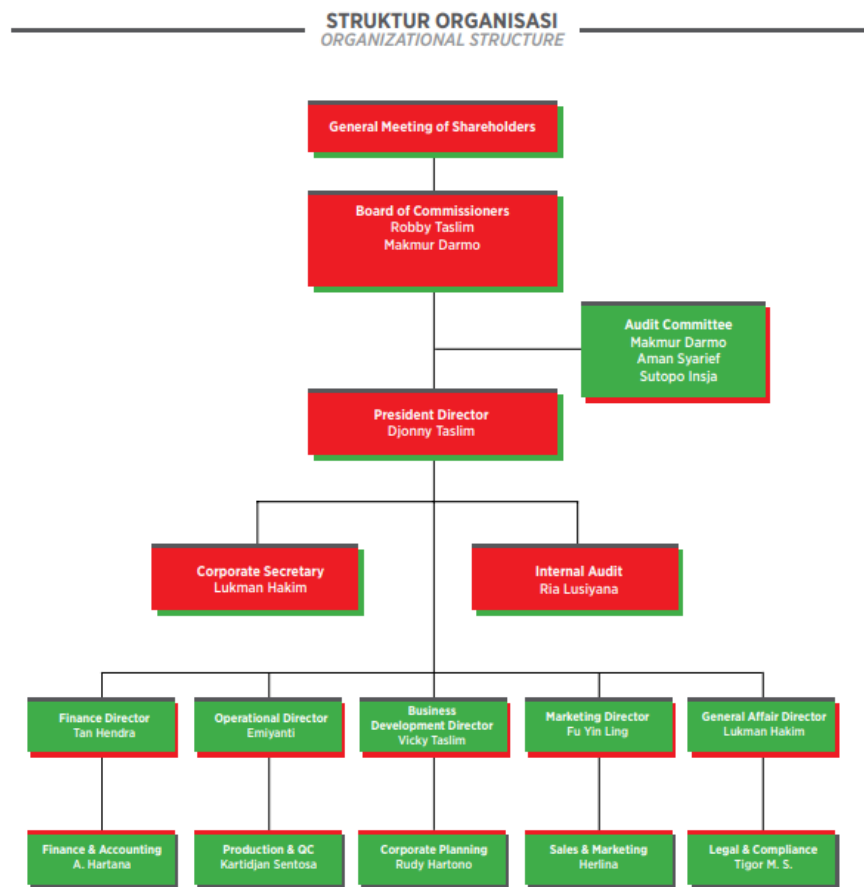 STRUKTUR ORGANISASI
ORGANIZATIONAL STRUCTURE
General Meeting of Shareholders
Board of Commissioners
Robby Taslim
Makmur Darmo
Audit Committee
Makmur Darmo
Aman Syarief
Sutopo Insja
President Director
Djonny Taslim
Corporate Secretary
Lukman Hakim
Internal Audit
Ria Lusiyana
Finance Director
Tan Hendra
Operational Director
Emiyanti
Business
Development Director
Vicky Taslim
Marketing Director
Fu Yin Ling
General Affair Director
Lukman Hakim
Finance & Accounting
A. Hartana
Production & QC
Kartidjan Sentosa
Corporate Planning
Rudy Hartono
Sales & Marketing
Herlina
Legal & Compliance
Tigor M. S.